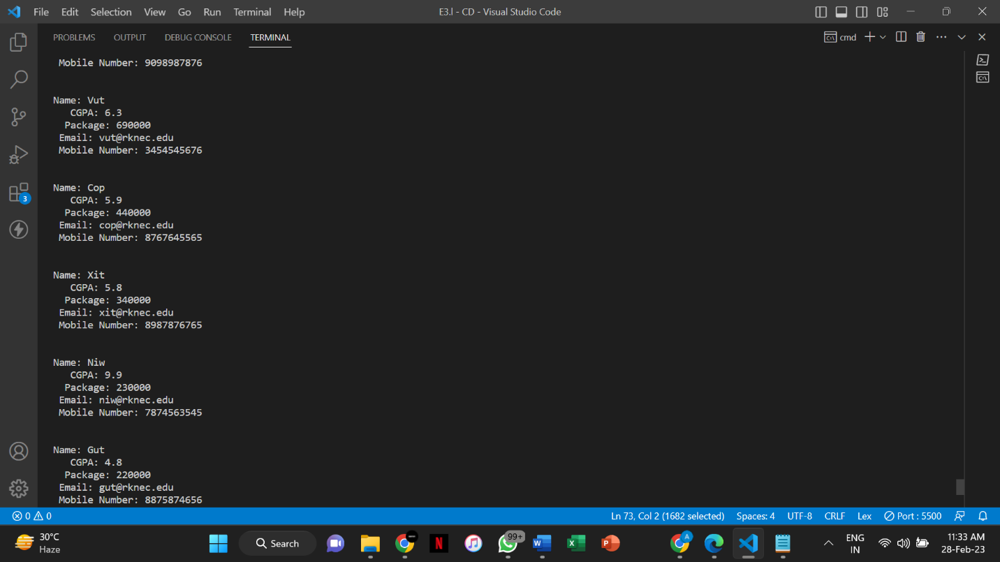 File Edit Selection View Go Run Terminal Help E3.l - CD - Visual Studio Code
PROBLEMS OUTPUT DEBUG CONSOLE TERMINAL cmd
Mobile Number: 9098987876
Name: Vut
CGPA: 6.3
Package: 690000
Email: vut@rknec.edu
Mobile Number: 3454545676
Name: Cop
CGPA: 5.9
Package: 440000
Email: cop@rknec.edu
Mobile Number: 8767645565
Name: Xit
CGPA: 5.8
Package: 340000
Email: xit@rknec.edu
Mobile Number: 8987876765
Name: Niw
CGPA: 9.9
Package: 230000
Email: niw@rknec.edu
Mobile Number: 7874563545
Name: Gut
CGPA: 4.8
Package: 220000
Email: gut@rknec.edu
Mobile Number: 8875874656
3
0 0 Ln 73, Col 2 (1682 selected) Spaces: 4 UTF-8 CRLF Lex Port : 5500
30°C
Haze
Search
99+
ENG
IN
11:33 AM
28-Feb-23